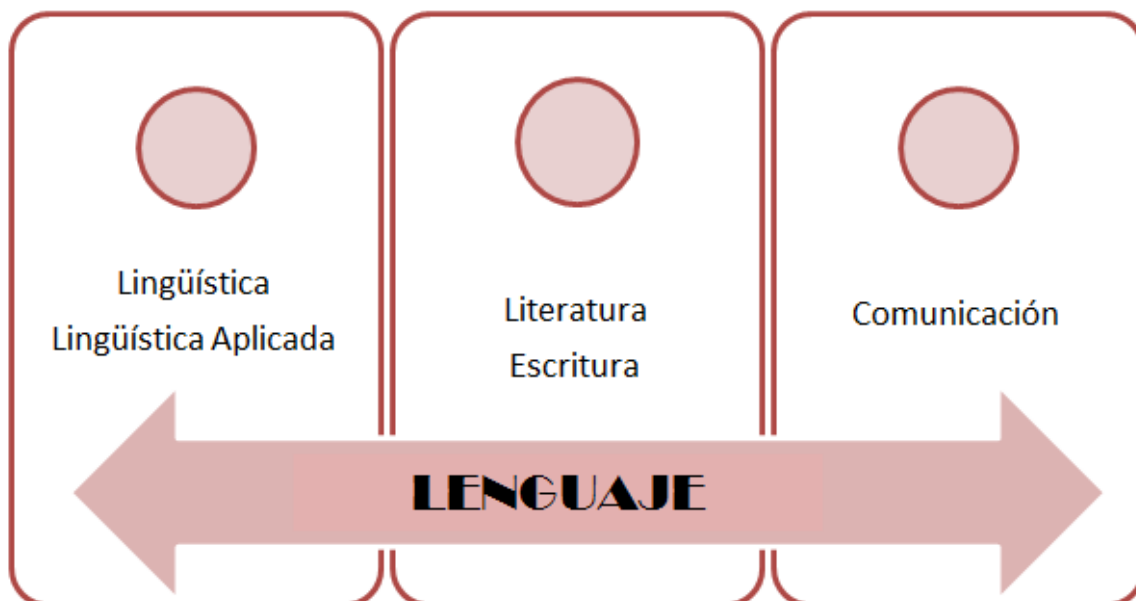 Lingüística
Lingüística Aplicada
Literatura
Escritura
Comunicación
LENGUAJE